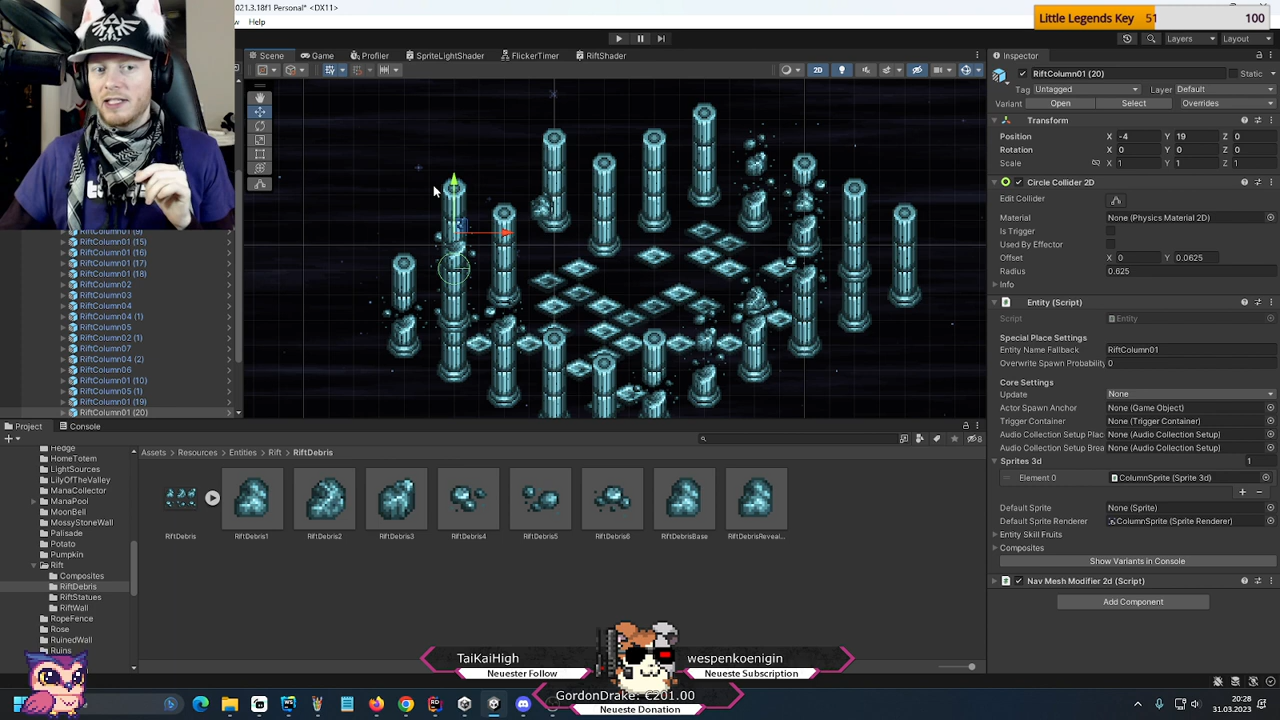 021.3.18f1 Personal* <DX11>
Help
Little Legends Key
51
100
Layers
Layout
Scene
Game
Profiler
SpriteLightShader
FlickerTimer
RiftShader
2D
Inspector
RiftColumn01 (20)
Static
Tag Untagged
Layer Default
Variant
Open
Select
Overrides
Transform
Position X -4 Y 19 Z 0
Rotation X 0 Y 0 Z 0
Scale X 1 Y 1 Z 1
Circle Collider 2D
Edit Collider
Material None (Physics Material 2D)
Is Trigger
Used By Effector
Offset X 0 Y 0.0625
Radius 0.625
Info
Entity (Script)
Script Entity
Special Place Settings
Entity Name Fallback RiftColumn01
Overwrite Spawn Probability 0
Core Settings
Update None
Actor Spawn Anchor None (Game Object)
Trigger Container None (Trigger Container)
Audio Collection Setup Plac None (Audio Collection Setup)
Audio Collection Setup Brea None (Audio Collection Setup)
Sprites 3d 1
Element 0 ColumnSprite (Sprite 3d)
Default Sprite None (Sprite)
Default Sprite Renderer ColumnSprite (Sprite Renderer)
Entity Skill Fruits
Composites
Show Variants in Console
Nav Mesh Modifier 2d (Script)
Add Component
RiftColumn01 (9)
RiftColumn01 (15)
RiftColumn01 (16)
RiftColumn01 (17)
RiftColumn01 (18)
RiftColumn02
RiftColumn03
RiftColumn04
RiftColumn04 (1)
RiftColumn05
RiftColumn02 (1)
RiftColumn07
RiftColumn04 (2)
RiftColumn06
RiftColumn01 (10)
RiftColumn05 (1)
RiftColumn01 (19)
RiftColumn01 (20)
Project
Console
Hedge
HomeTotem
LightSources
LilyOfTheValley
ManaCollector
ManaPool
MoonBell
MossyStoneWall
Palisade
Potato
Pumpkin
Rift
Composites
RiftDebris
RiftStatues
RiftWall
RopeFence
Rose
RuinedWall
Ruins
Assets > Resources > Entities > Rift > RiftDebris
8
RiftDebris
RiftDebris1
RiftDebris2
RiftDebris3
RiftDebris4
RiftDebris5
RiftDebris6
RiftDebrisBase
RiftDebrisReveal...
TaiKaiHigh
Neuester Follow
wespenkoenigin
Neueste Subscription
GordonDrake: €201.00
Neueste Donation
20:28
31.03.2023